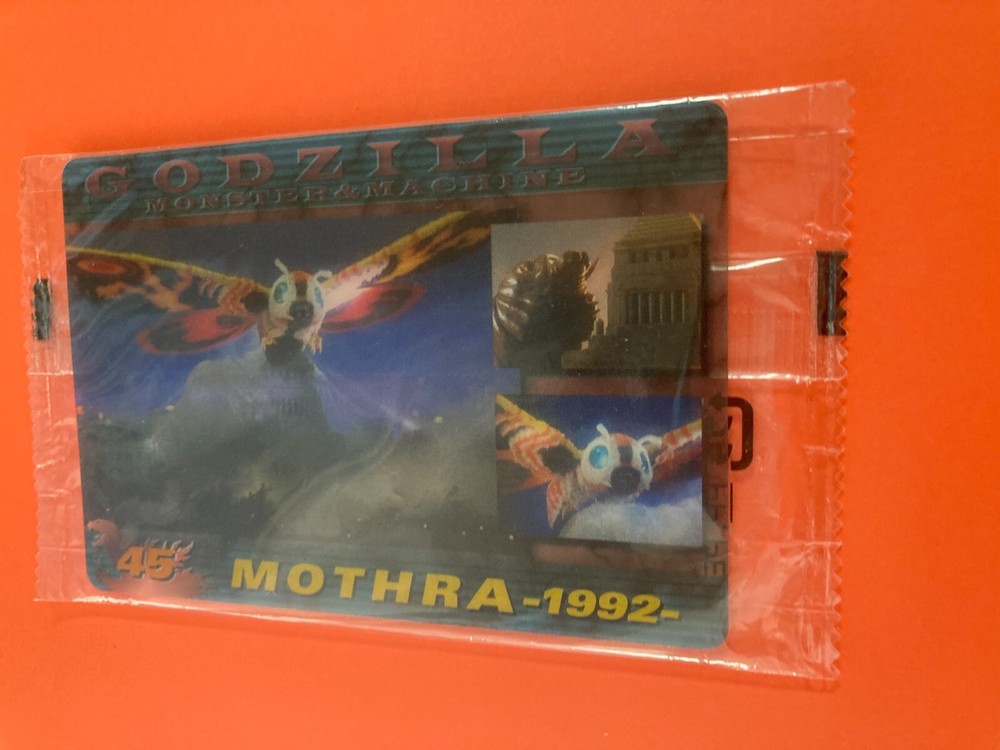 GODZILLA
MONSTER&MACHINE
45
MOTHRA-1992-